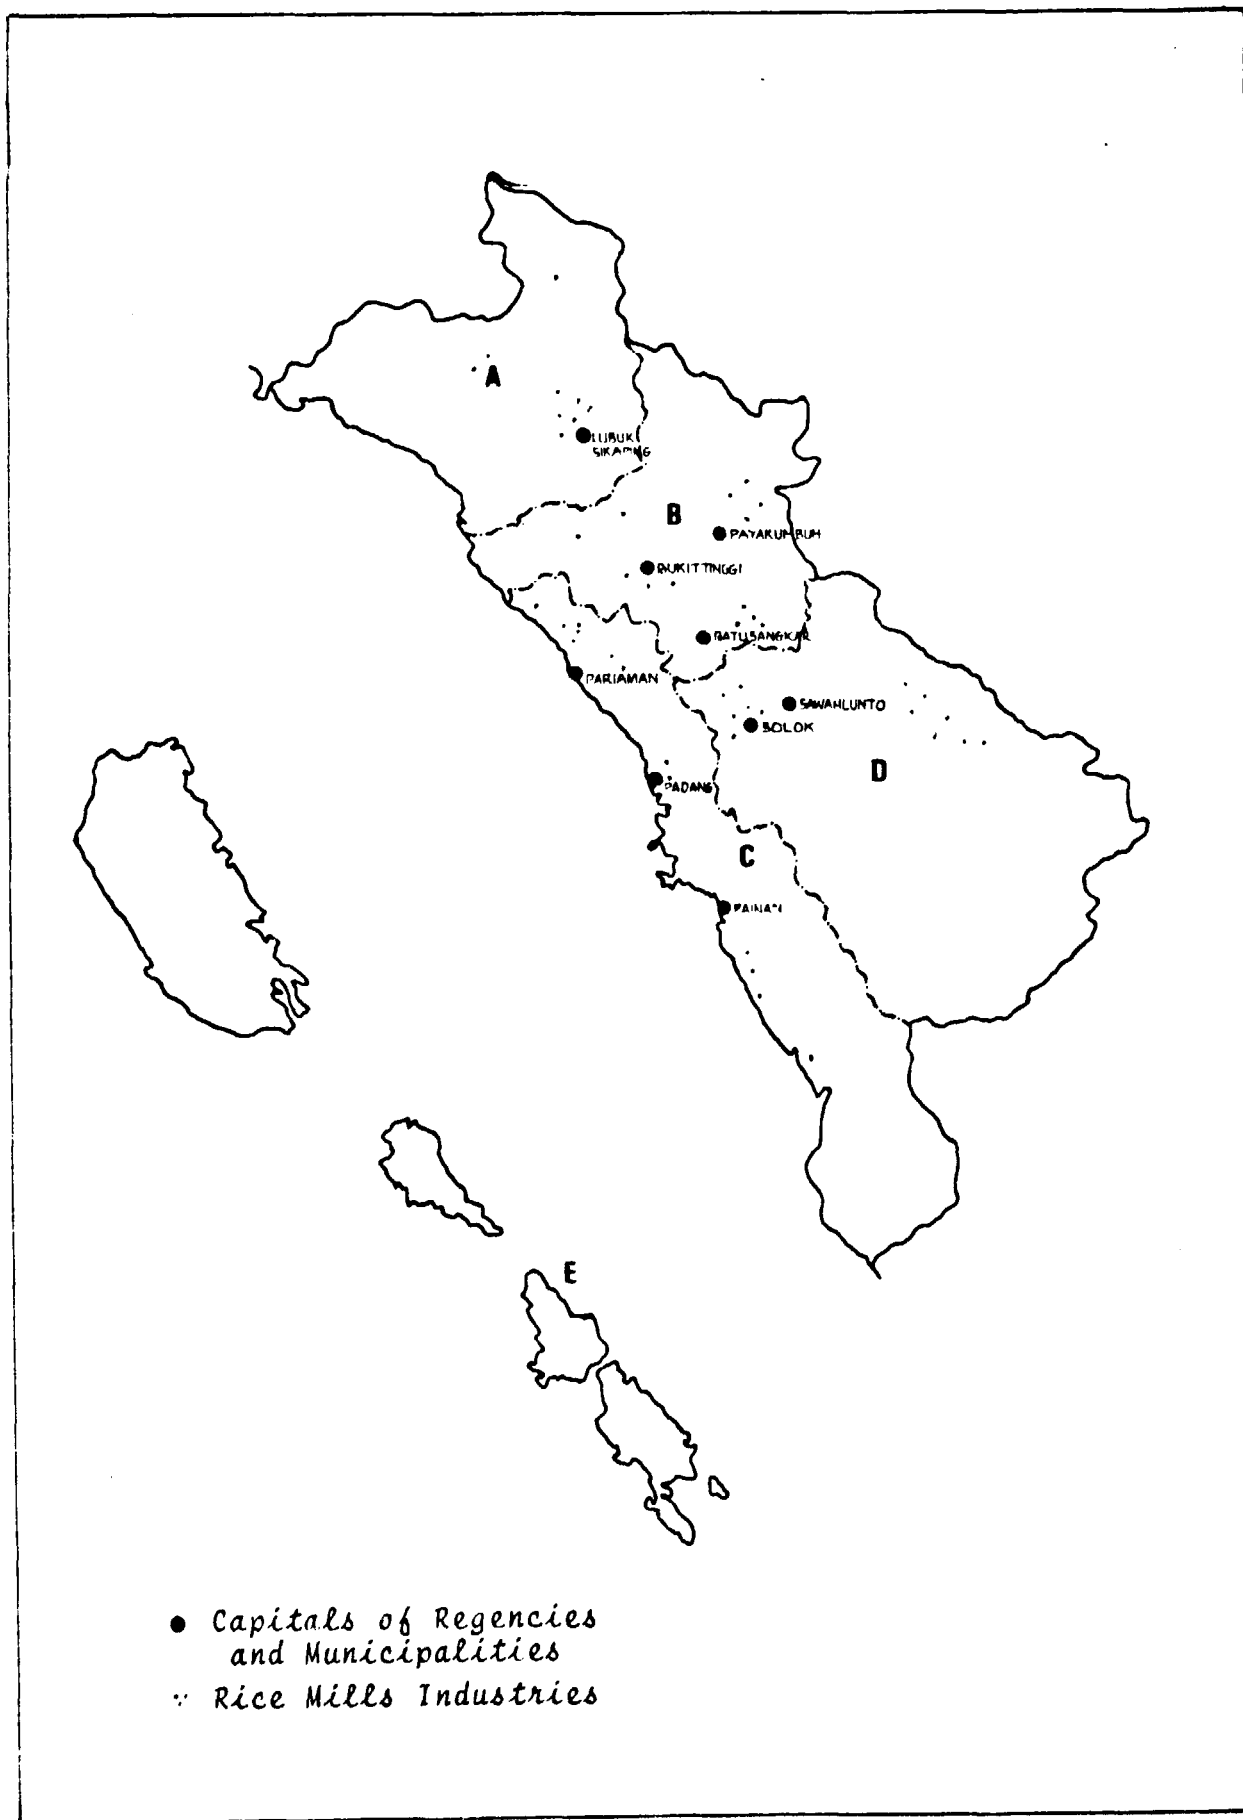 A
LUBUK
SIKAPING
B
PAYAKUMBUH
BUKITTINGGI
BATUSANGKAR
PARIAMAN
SAWAHLUNTO
SOLOK
D
PADANG
C
PAINAN
E
Capitals of Regencies
and Municipalities
Rice Mills Industries